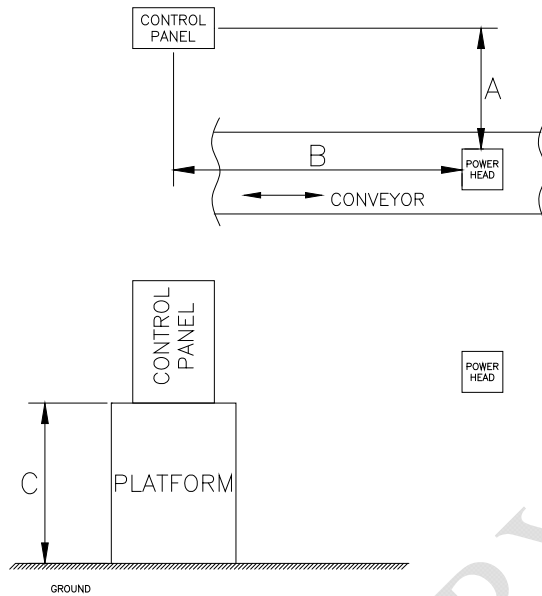 CONTROL
PANEL
A
B
POWER
HEAD
CONVEYOR
CONTROL
PANEL
POWER
HEAD
C
PLATFORM
GROUND